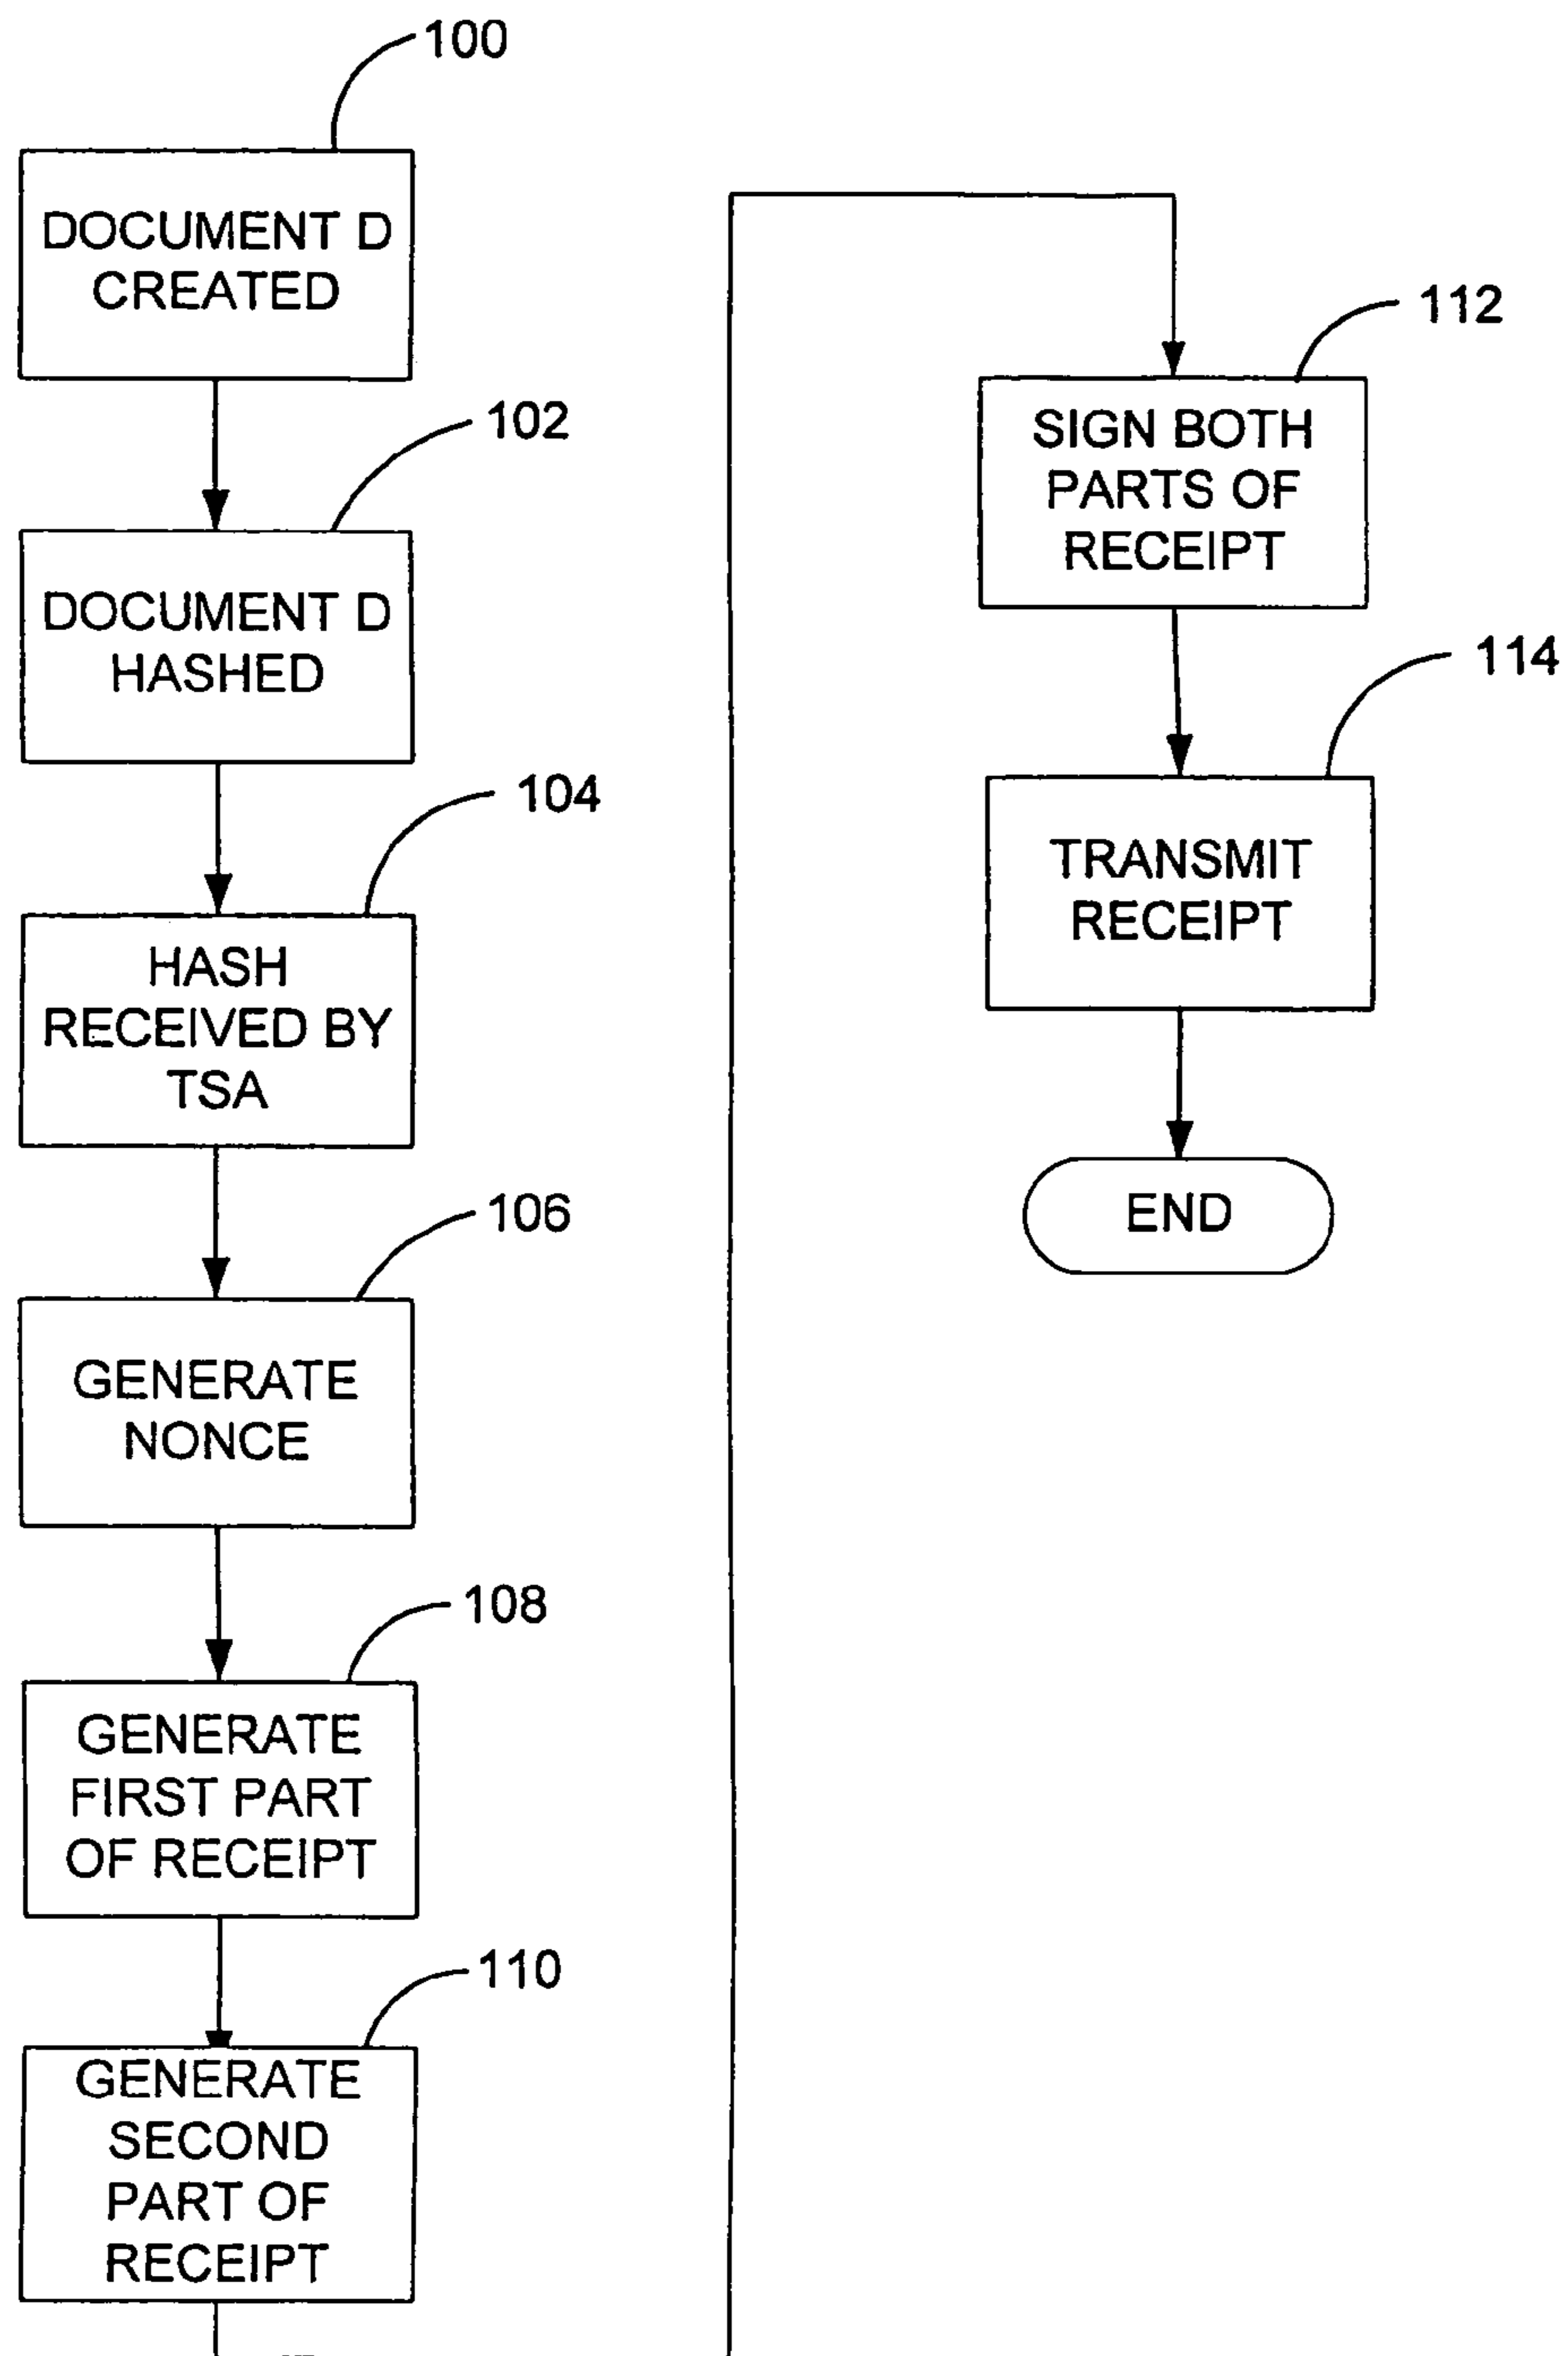 100
DOCUMENT D
CREATED
102
DOCUMENT D
HASHED
104
HASH
RECEIVED BY
TSA
106
GENERATE
NONCE
108
GENERATE
FIRST PART
OF RECEIPT
110
GENERATE
SECOND
PART OF
RECEIPT
112
SIGN BOTH
PARTS OF
RECEIPT
114
TRANSMIT
RECEIPT
END